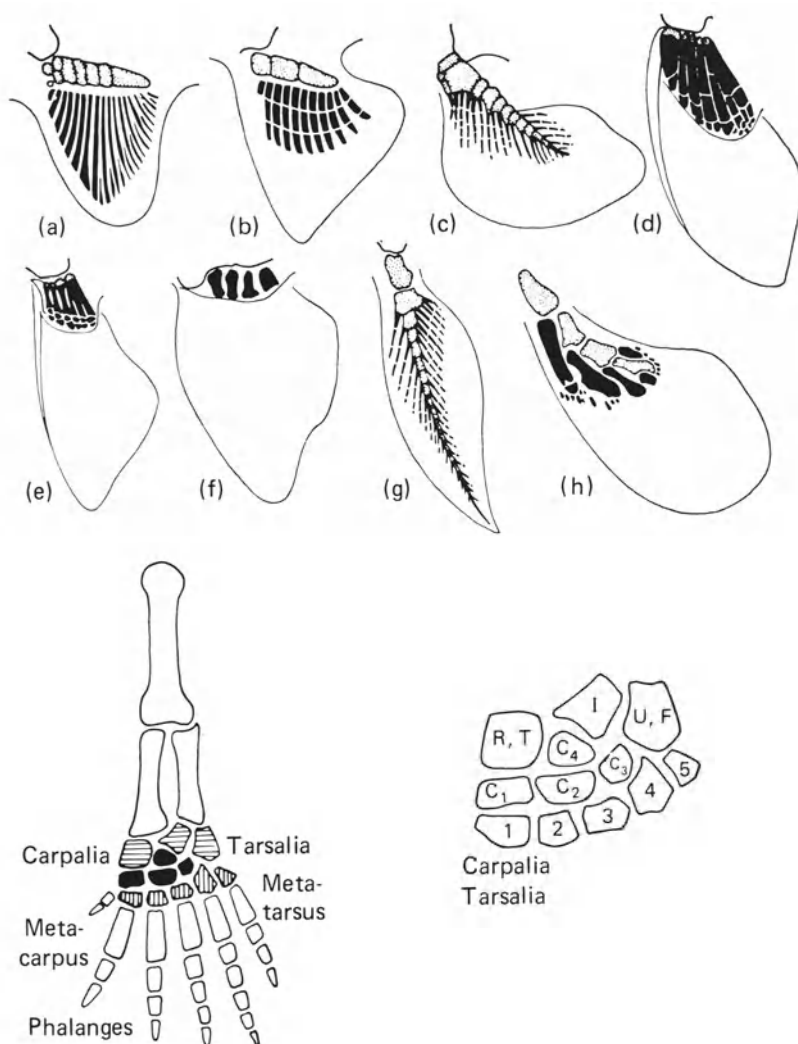 (a)
(b)
(c)
(d)
(e)
(f)
(g)
(h)
Carpalia
Tarsalia
Meta-
tarsus
Meta-
carpus
Phalanges
I
R, T
U, F
C4
C3
5
C1
C2
4
1
2
3
Carpalia
Tarsalia